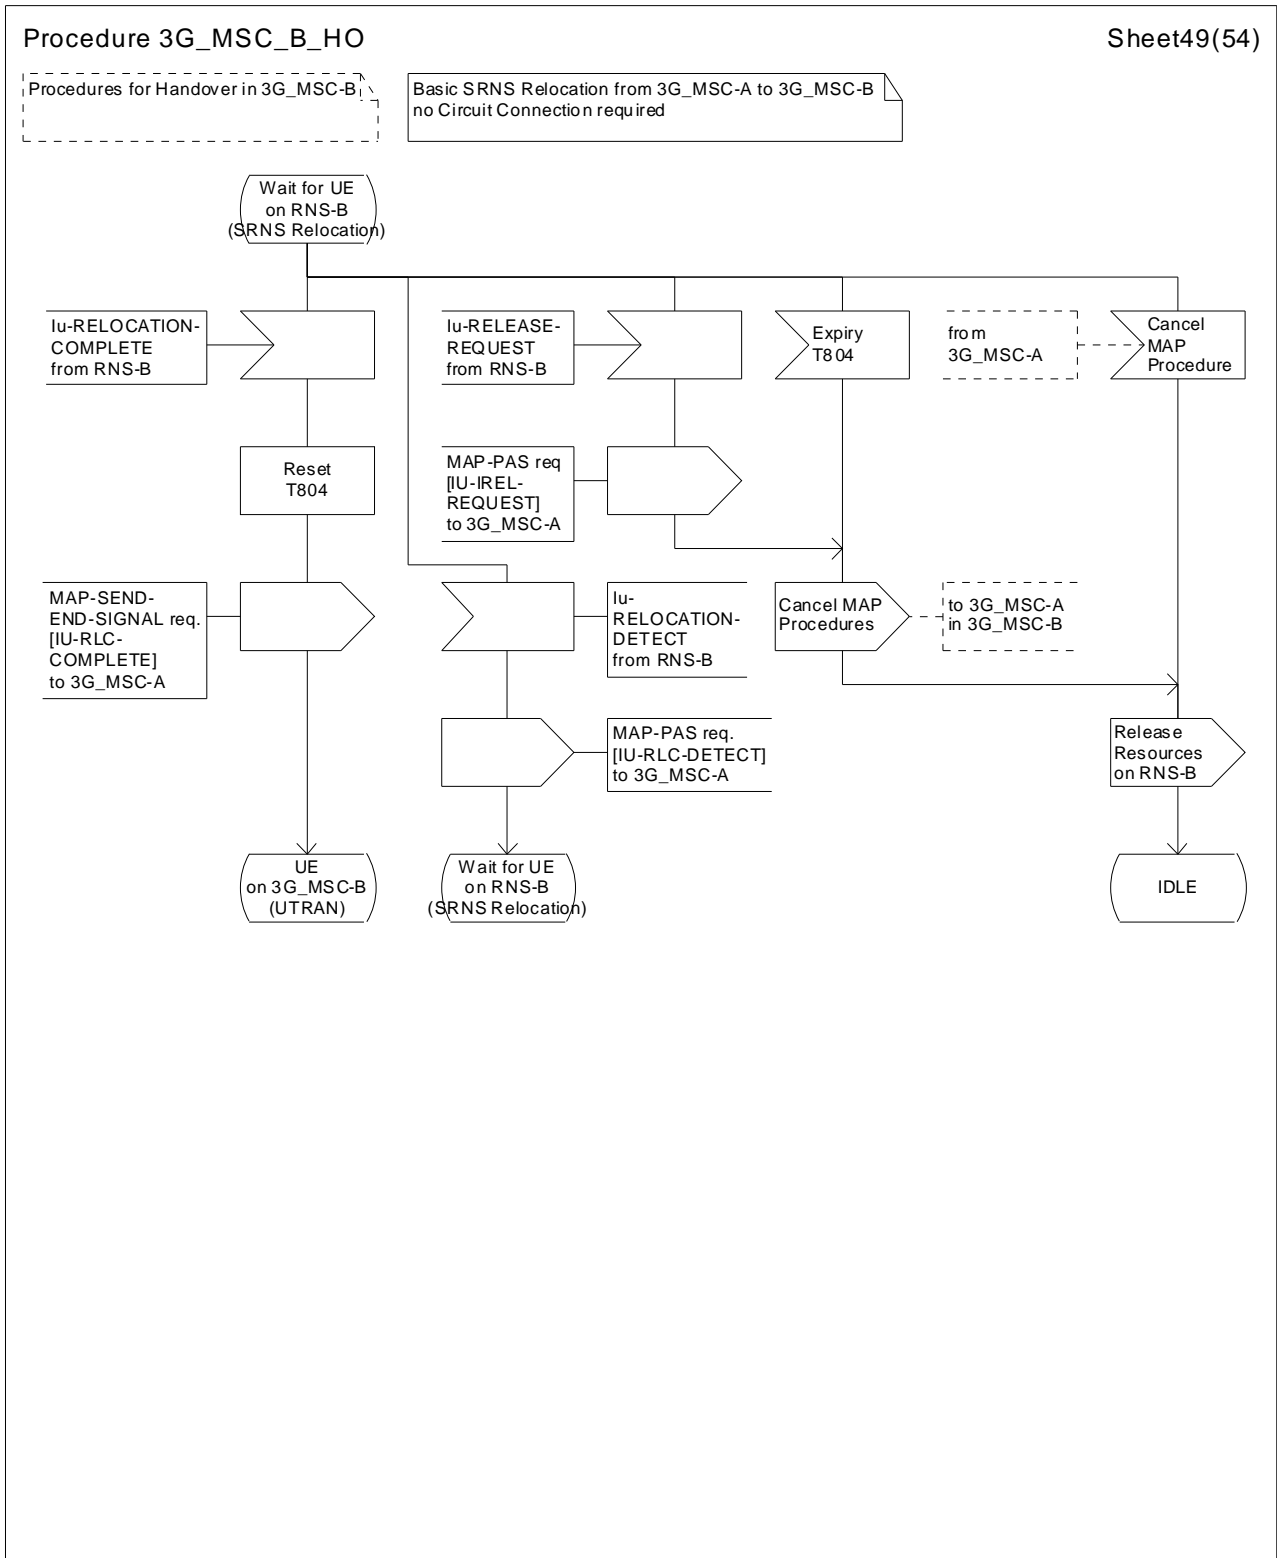 Procedure 3G_MSC_B_HO
Sheet49(54)
Procedures for Handover in 3G_MSC-B
Basic SRNS Relocation from 3G_MSC-A to 3G_MSC-B
no Circuit Connection required
Wait for UE
on RNS-B
(SRNS Relocation)
Iu-RELOCATION-
COMPLETE
from RNS-B
Iu-RELEASE-
REQUEST
from RNS-B
Expiry
T804
from
3G_MSC-A
Cancel
MAP
Procedure
Reset
T804
MAP-PAS req
[IU-IREL-
REQUEST]
to 3G_MSC-A
MAP-SEND-
END-SIGNAL req.
[IU-RLC-
COMPLETE]
to 3G_MSC-A
Iu-
RELOCATION-
DETECT
from RNS-B
Cancel MAP
Procedures
to 3G_MSC-A
in 3G_MSC-B
MAP-PAS req.
[IU-RLC-DETECT]
to 3G_MSC-A
Release
Resources
on RNS-B
UE
on 3G_MSC-B
(UTRAN)
Wait for UE
on RNS-B
(SRNS Relocation)
IDLE